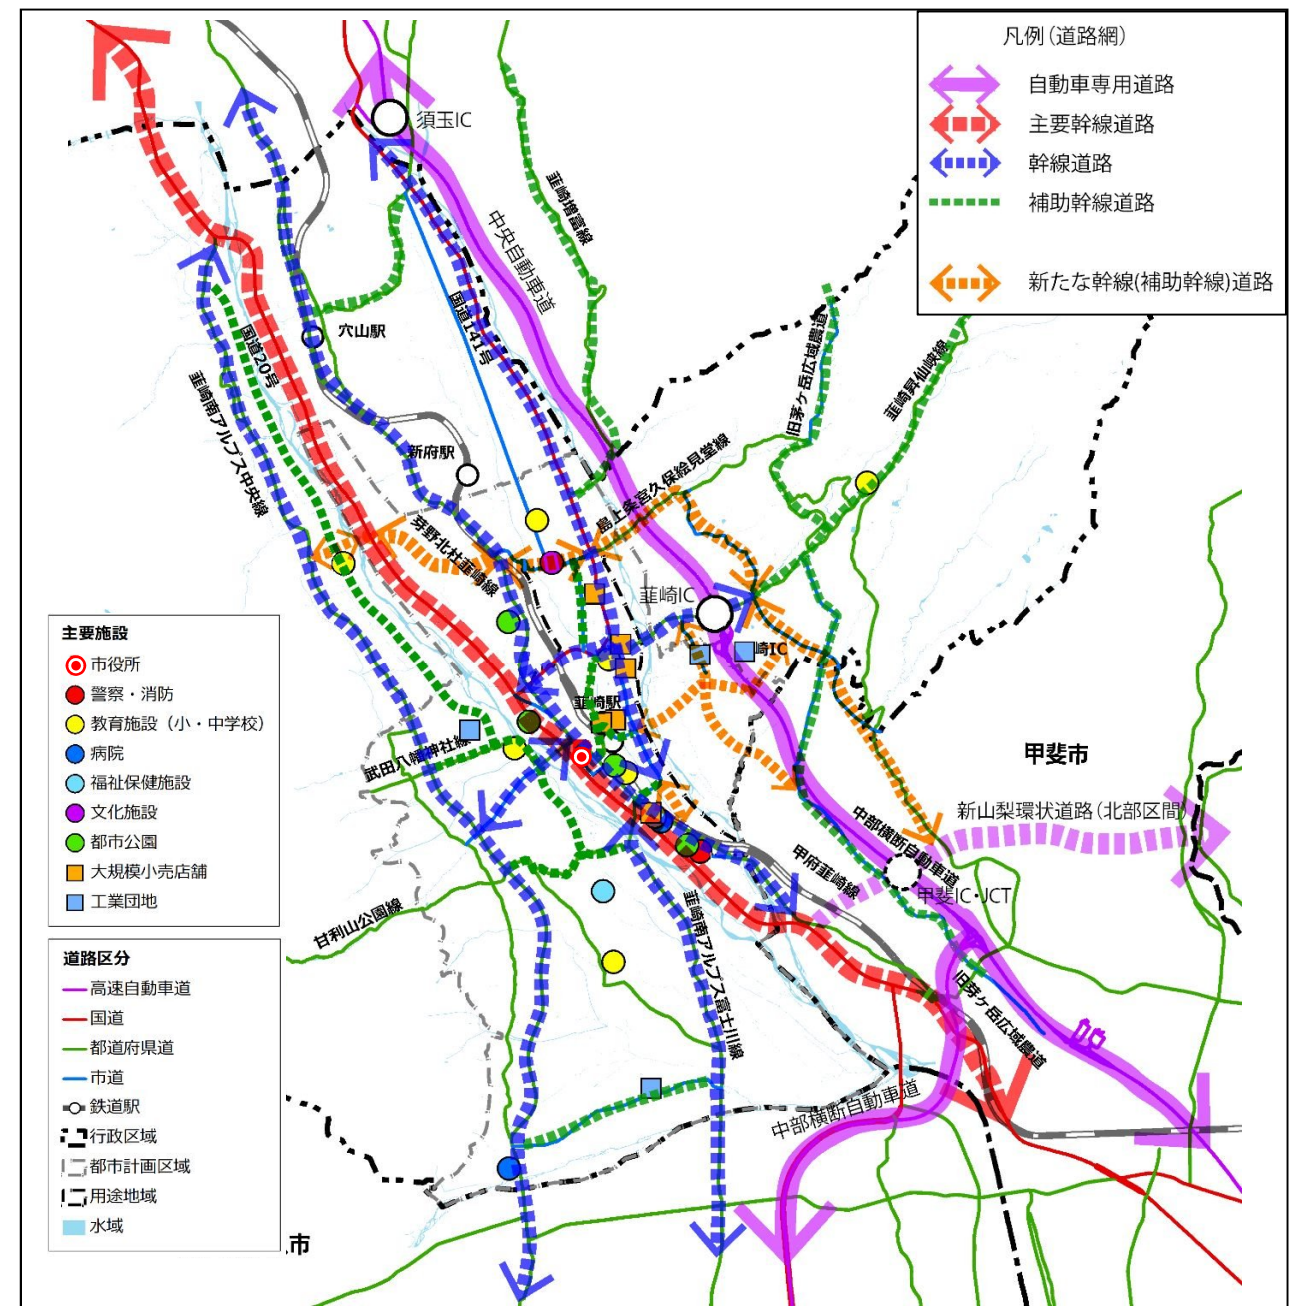 凡例（道路網）
自動車専用道路
主要幹線道路
幹線道路
補助幹線道路
新たな幹線(補助幹線)道路
須玉IC
韮崎増富線
中央自動車道
国道141号
穴山駅
国道20号
韮崎南アルプス中央線
旧茅ケ岳広域農道
韮崎昇仙峡線
新府駅
島上条宮久保絵見堂線
茅野北杜韮崎線
韮崎IC
崎IC
韮崎駅
武田八幡神社線
甲斐市
新山梨環状道路（北部区間）
中部横断自動車道
甲府韮崎線
甲斐IC・JCT
甘利山公園線
韮崎南アルプス富士川線
旧茅ケ岳広域農道
中部横断自動車道
主要施設
市役所
警察・消防
教育施設（小・中学校）
病院
福祉保健施設
文化施設
都市公園
大規模小売店舗
工業団地
道路区分
高速自動車道
国道
都道府県道
市道
鉄道駅
行政区域
都市計画区域
用途地域
水域
市